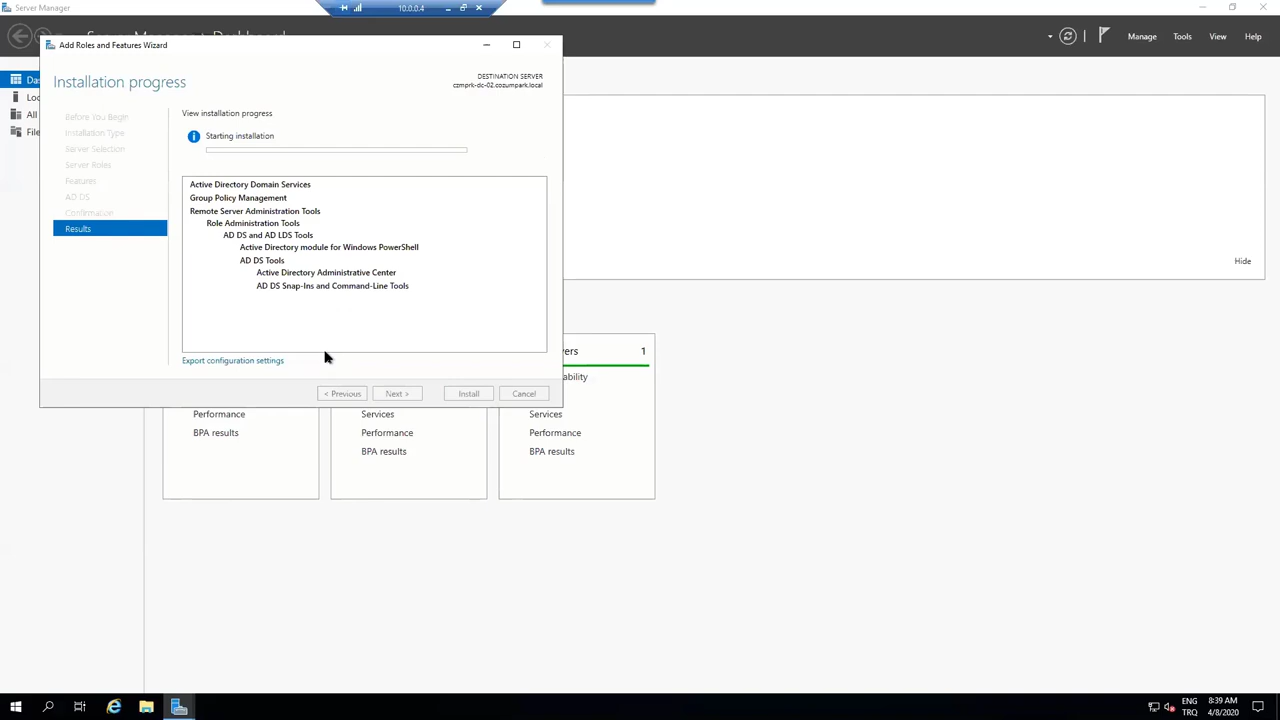 Server Manager
10.0.0.4
Manage
Tools
View
Help
Add Roles and Features Wizard
Installation progress
DESTINATION SERVER
czmprk-dc-02.cozumpark.local
Before You Begin
Installation Type
Server Selection
Server Roles
Features
AD DS
Confirmation
Results
View installation progress
Starting installation
Active Directory Domain Services
Group Policy Management
Remote Server Administration Tools
Role Administration Tools
AD DS and AD LDS Tools
Active Directory module for Windows PowerShell
AD DS Tools
Active Directory Administrative Center
AD DS Snap-Ins and Command-Line Tools
Export configuration settings
< Previous
Next >
Install
Cancel
Hide
All
1
Performance
BPA results
Services
Performance
BPA results
Services
Performance
BPA results
ENG
TRQ
8:39 AM
4/8/2020